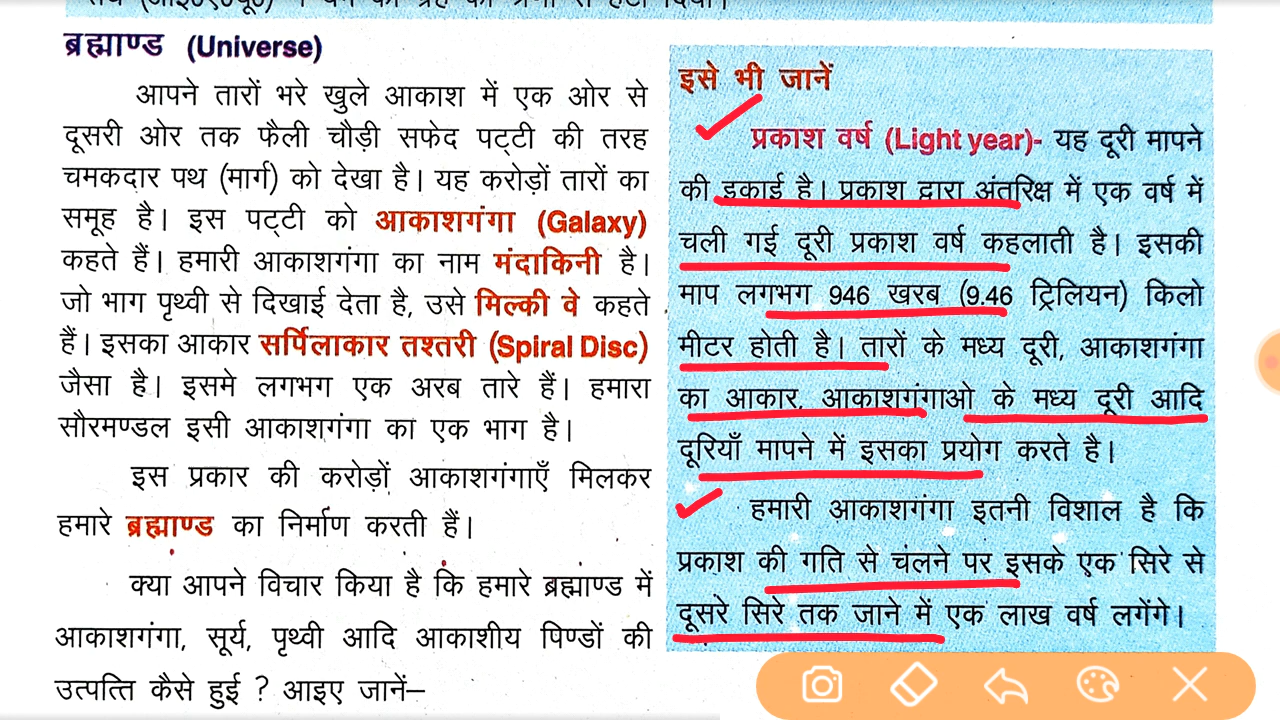 ब्रह्माण्ड (Universe)
आपने तारों भरे खुले आकाश में एक ओर से
दूसरी ओर तक फैली चौड़ी सफेद पट्टी की तरह
चमकदार पथ (मार्ग) को देखा है। यह करोड़ों तारों का
समूह है। इस पट्टी को आकाशगंगा (Galaxy)
कहते हैं। हमारी आकाशगंगा का नाम मंदाकिनी है।
जो भाग पृथ्वी से दिखाई देता है, उसे मिल्की वे कहते
हैं। इसका आकार सर्पिलाकार तश्तरी (Spiral Disc)
जैसा है। इसमे लगभग एक अरब तारे हैं। हमारा
सौरमण्डल इसी आकाशगंगा का एक भाग है।
इस प्रकार की करोड़ों आकाशगंगाएँ मिलकर
हमारे ब्रह्माण्ड का निर्माण करती हैं।
क्या आपने विचार किया है कि हमारे ब्रह्माण्ड में
आकाशगंगा, सूर्य, पृथ्वी आदि आकाशीय पिण्डों की
उत्पत्ति कैसे हुई ? आइए जानें–
इसे भी जानें
प्रकाश वर्ष (Light year)- यह दूरी मापने
की इकाई है। प्रकाश द्वारा अंतरिक्ष में एक वर्ष में
चली गई दूरी प्रकाश वर्ष कहलाती है। इसकी
माप लगभग 946 खरब (9.46 ट्रिलियन) किलो
मीटर होती है। तारों के मध्य दूरी, आकाशगंगा
का आकार, आकाशगंगाओ के मध्य दूरी आदि
दूरियाँ मापने में इसका प्रयोग करते है।
हमारी आकाशगंगा इतनी विशाल है कि
प्रकाश की गति से चलने पर इसके एक सिरे से
दूसरे सिरे तक जाने में एक लाख वर्ष लगेंगे।